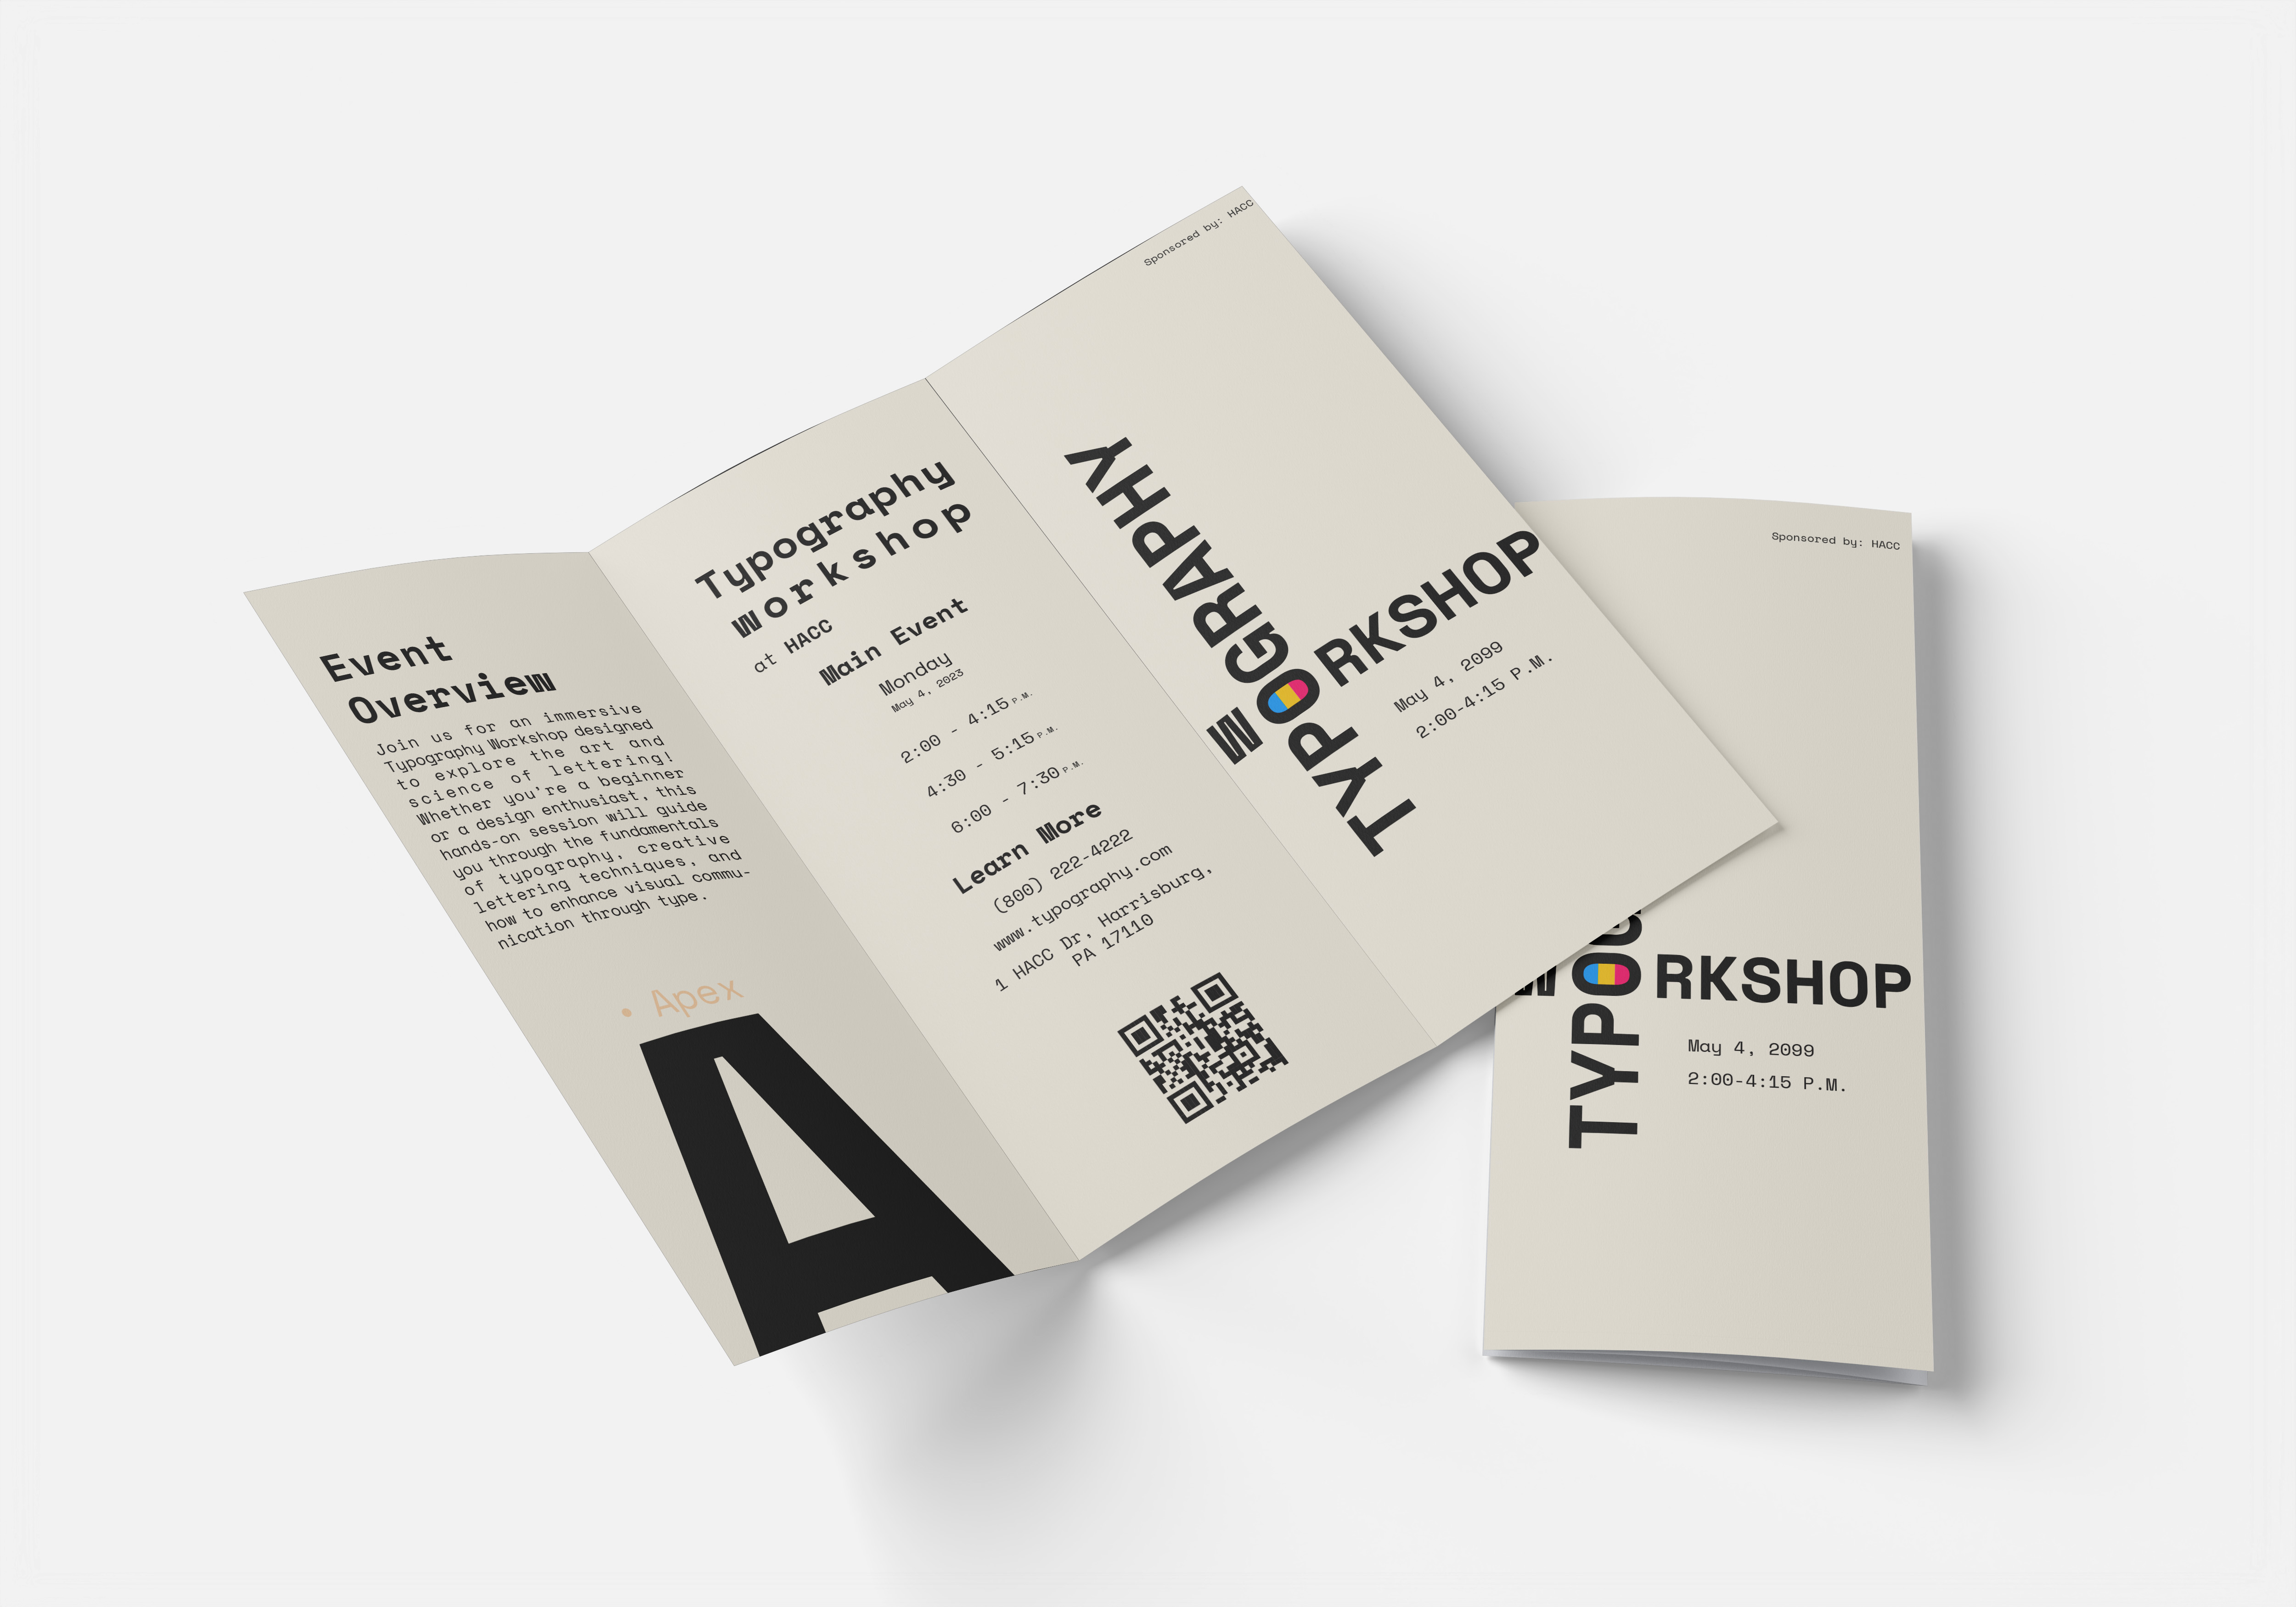 Event
Overview
Join us for an immersive
Typography Workshop designed
to explore the art and
science of lettering!
Whether you're a beginner
or a design enthusiast, this
hands-on session will guide
you through the fundamentals
of typography, creative
lettering techniques, and
how to enhance visual commu-
nication through type.
• Apex
A
Typography
workshop
at HACC
Main Event
Monday
May 4, 2023
2:00 - 4:15 P.M.
4:30 - 5:15 P.M.
6:00 - 7:30 P.M.
Learn More
(800) 222-4222
www.typography.com
1 HACC Dr, Harrisburg,
PA 17110
Sponsored by: HACC
TYPOGRAPHY
WORKSHOP
May 4, 2099
2:00-4:15 P.M.
Sponsored by: HACC
TYPOG
WORKSHOP
May 4, 2099
2:00-4:15 P.M.